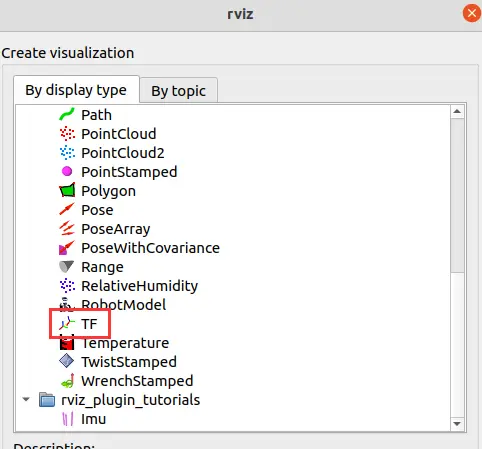 rviz
Create visualization
By display type
By topic
Path
PointCloud
PointCloud2
PointStamped
Polygon
Pose
PoseArray
PoseWithCovariance
Range
RelativeHumidity
RobotModel
TF
Temperature
TwistStamped
WrenchStamped
rviz_plugin_tutorials
Imu
Description: